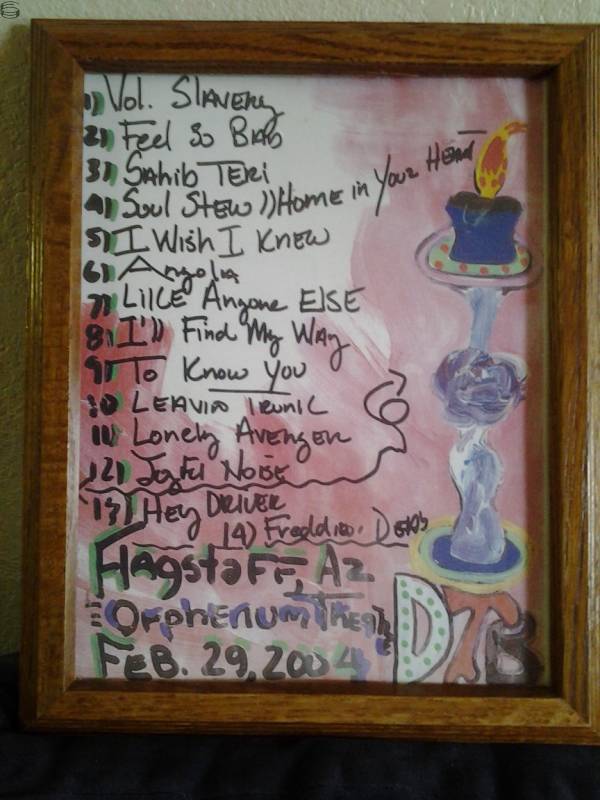 1) Vol. Slavery
2) Feel So Bad
3) Sahib Teri
4) Soul Stew )) Home in Your Heart
5) I Wish I Knew
6) Angola
7) Like Anyone Else
8) I'll Find My Way
9) To Know You
10 Leavin Trunk
11) Lonely Avenger
12) Joyful Noise
13) Hey Driver
14) Freddie's Dead
Flagstaff, Az
Orpheum Theatre
Feb. 29, 2004
DTB